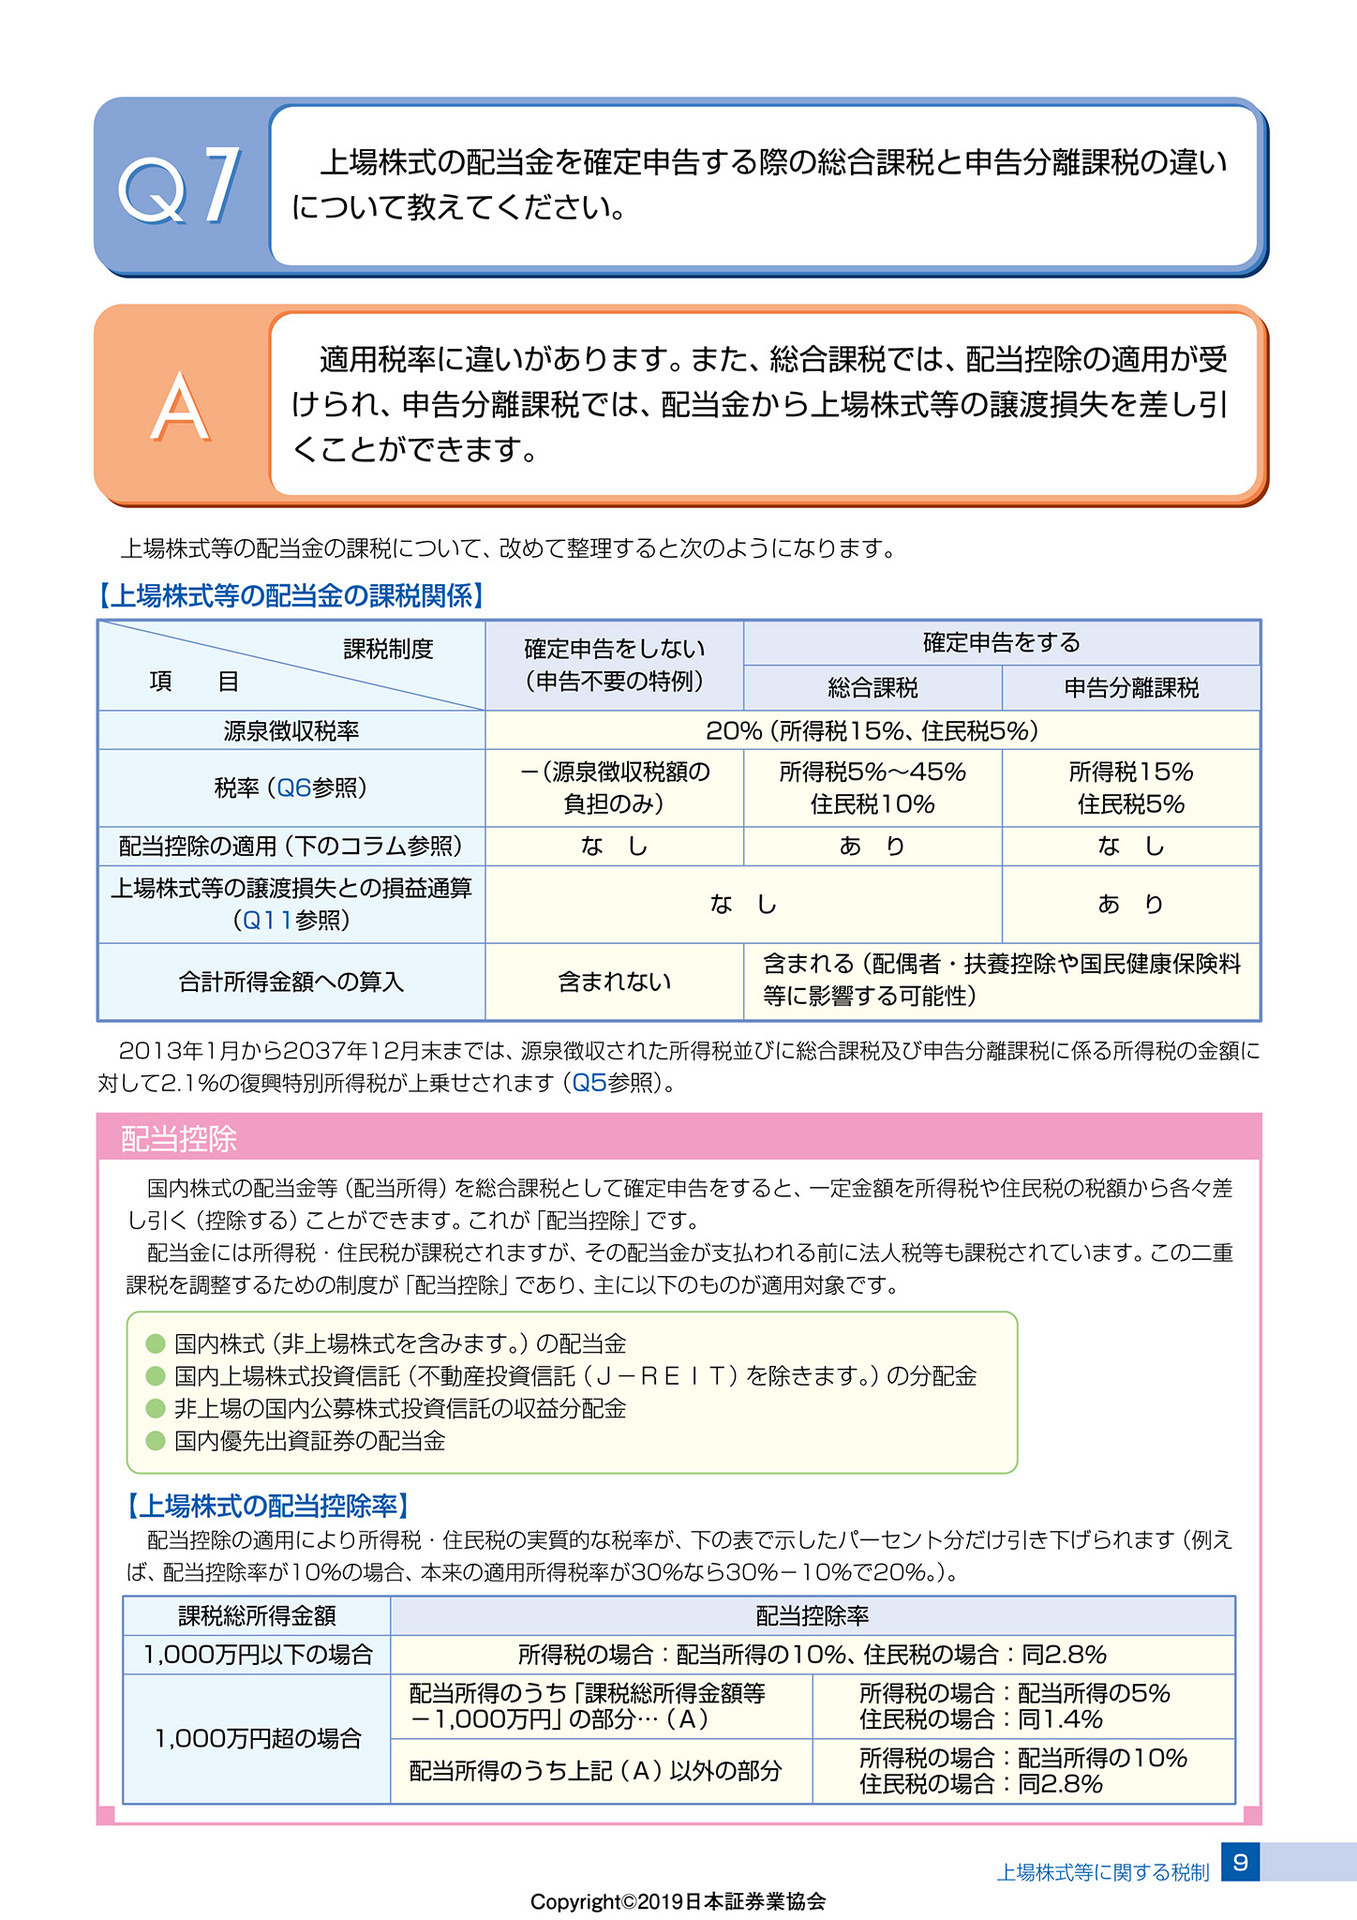 Q7
上場株式の配当金を確定申告する際の総合課税と申告分離課税の違い
について教えてください。
A
適用税率に違いがあります。また、総合課税では、配当控除の適用が受
けられ、申告分離課税では、配当金から上場株式等の譲渡損失を差し引
くことができます。
上場株式等の配当金の課税について、改めて整理すると次のようになります。
【上場株式等の配当金の課税関係】
課税制度
項　目
確定申告をしない
（申告不要の特例）
確定申告をする
総合課税
申告分離課税
源泉徴収税率
20%（所得税15%、住民税5%）
税率（Q6参照）
－（源泉徴収税額の
負担のみ）
所得税5%～45%
住民税10%
所得税15%
住民税5%
配当控除の適用（下のコラム参照）
な　し
あ　り
な　し
上場株式等の譲渡損失との損益通算
（Q11参照）
な　し
あ　り
合計所得金額への算入
含まれない
含まれる（配偶者・扶養控除や国民健康保険料
等に影響する可能性）
2013年1月から2037年12月末までは、源泉徴収された所得税並びに総合課税及び申告分離課税に係る所得税の金額に
対して2.1%の復興特別所得税が上乗せされます（Q5参照）。
配当控除
国内株式の配当金等（配当所得）を総合課税として確定申告をすると、一定金額を所得税や住民税の税額から各々差
し引く（控除する）ことができます。これが「配当控除」です。
配当金には所得税・住民税が課税されますが、その配当金が支払われる前に法人税等も課税されています。この二重
課税を調整するための制度が「配当控除」であり、主に以下のものが適用対象です。
● 国内株式（非上場株式を含みます。）の配当金
● 国内上場株式投資信託（不動産投資信託（Ｊ－ＲＥＩＴ）を除きます。）の分配金
● 非上場の国内公募株式投資信託の収益分配金
● 国内優先出資証券の配当金
【上場株式の配当控除率】
配当控除の適用により所得税・住民税の実質的な税率が、下の表で示したパーセント分だけ引き下げられます（例え
ば、配当控除率が10%の場合、本来の適用所得税率が30%なら30%－10%で20%。）。
課税総所得金額
配当控除率
1,000万円以下の場合
所得税の場合：配当所得の10%、住民税の場合：同2.8%
1,000万円超の場合
配当所得のうち「課税総所得金額等
－1,000万円」の部分…（Ａ）
所得税の場合：配当所得の5%
住民税の場合：同1.4%
配当所得のうち上記（Ａ）以外の部分
所得税の場合：配当所得の10%
住民税の場合：同2.8%
上場株式等に関する税制 9
Copyright©2019日本証券業協会